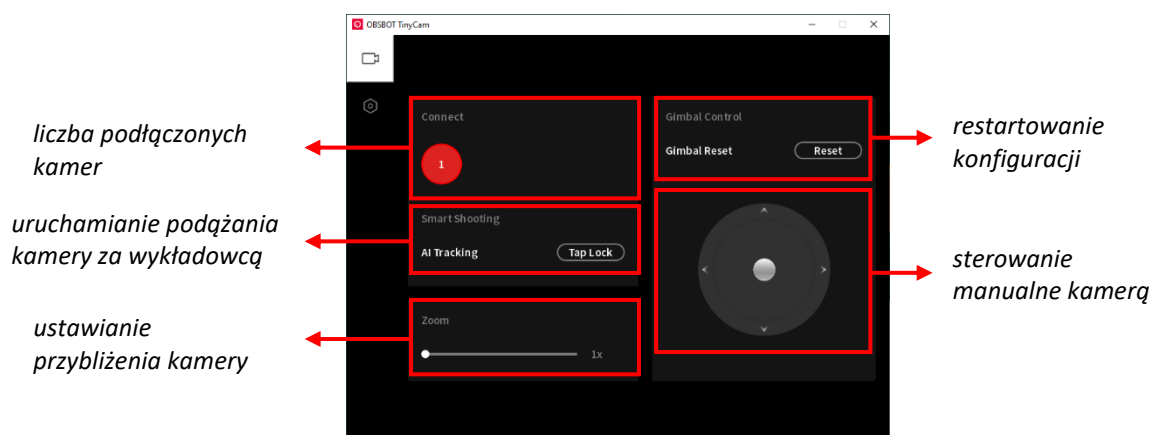 OBSBOT TinyCam
liczba podłączonych
kamer
uruchamianie podążania
kamery za wykładowcą
ustawianie
przybliżenia kamery
Connect
1
Smart Shooting
AI Tracking Tap Lock
Zoom
1x
Gimbal Control
Gimbal Reset Reset
restartowanie
konfiguracji
sterowanie
manualne kamerą